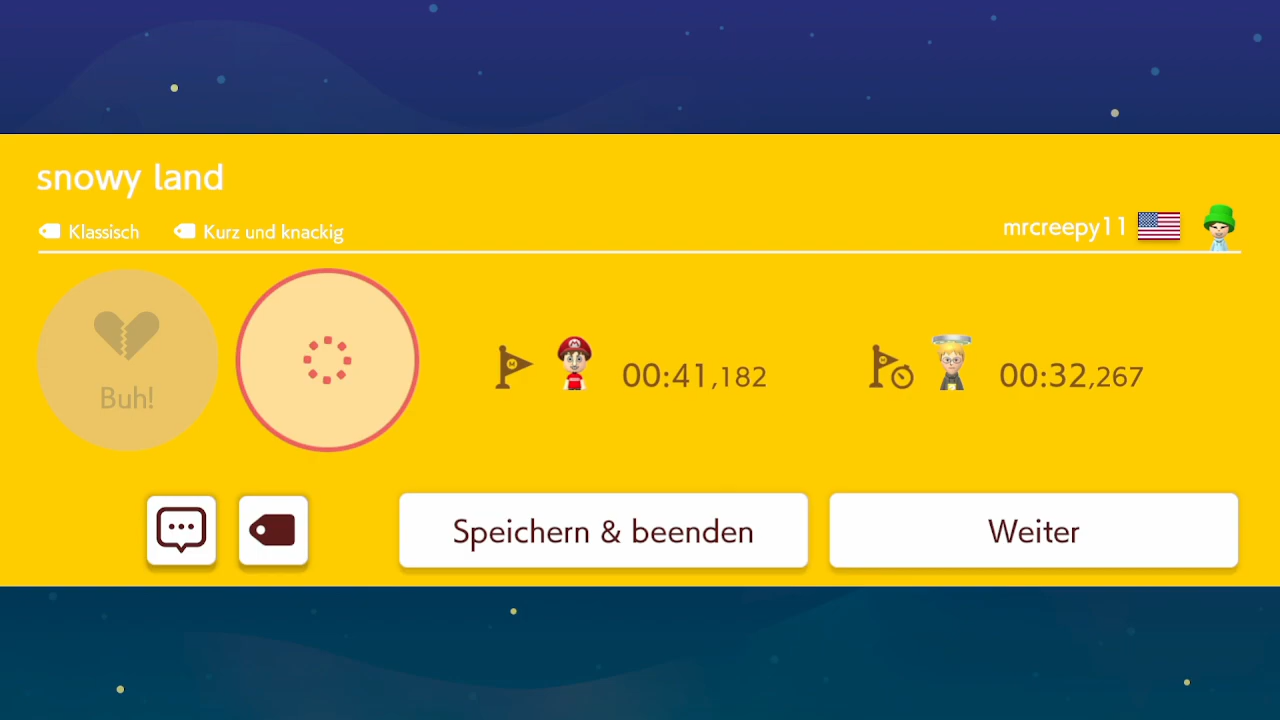 snowy land
Klassisch Kurz und knackig
mrcreepy11
Buh!
00:41,182
00:32,267
Speichern & beenden
Weiter